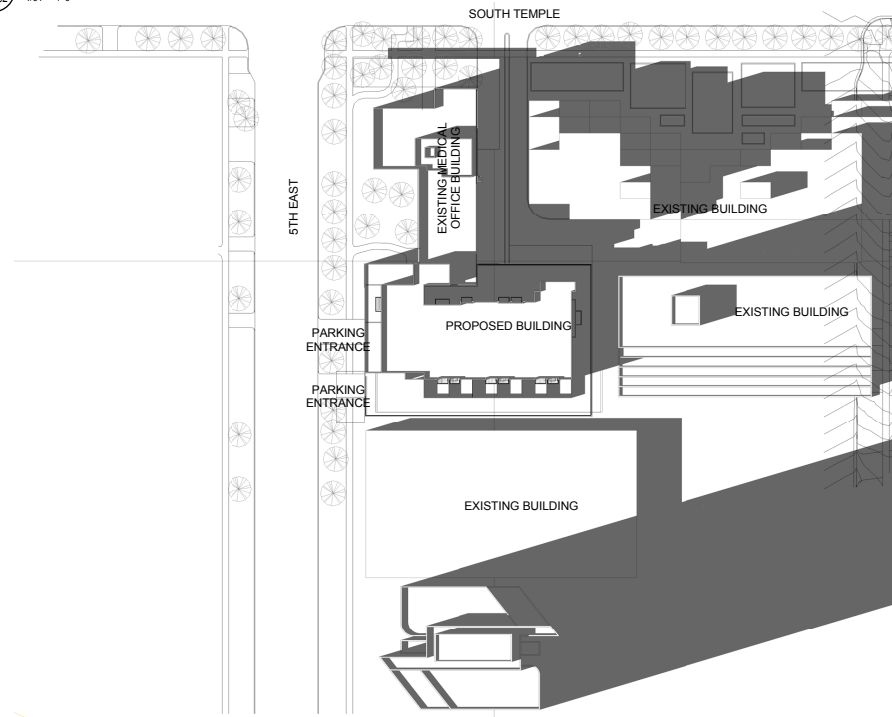 SOUTH TEMPLE
5TH EAST
EXISTING MEDICAL
OFFICE BUILDING
EXISTING BUILDING
EXISTING BUILDING
PROPOSED BUILDING
PARKING
ENTRANCE
PARKING
ENTRANCE
EXISTING BUILDING